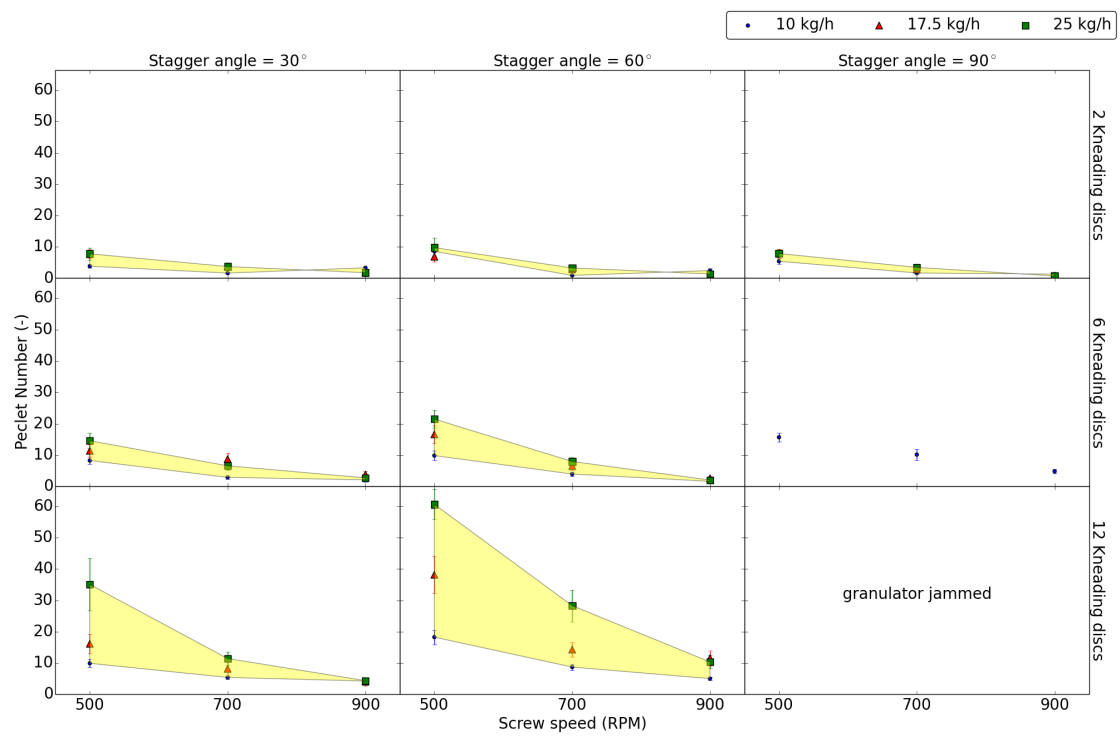 10 kg/h 17.5 kg/h 25 kg/h
Stagger angle = 30° Stagger angle = 60° Stagger angle = 90°
60
50
40
30
20
10
0
2 Kneading discs
60
50
40
30
20
10
0
Peclet Number (-)
6 Kneading discs
60
50
40
30
20
10
0
granulator jammed
12 Kneading discs
500 700 900 500 700 900 500 700 900
Screw speed (RPM)